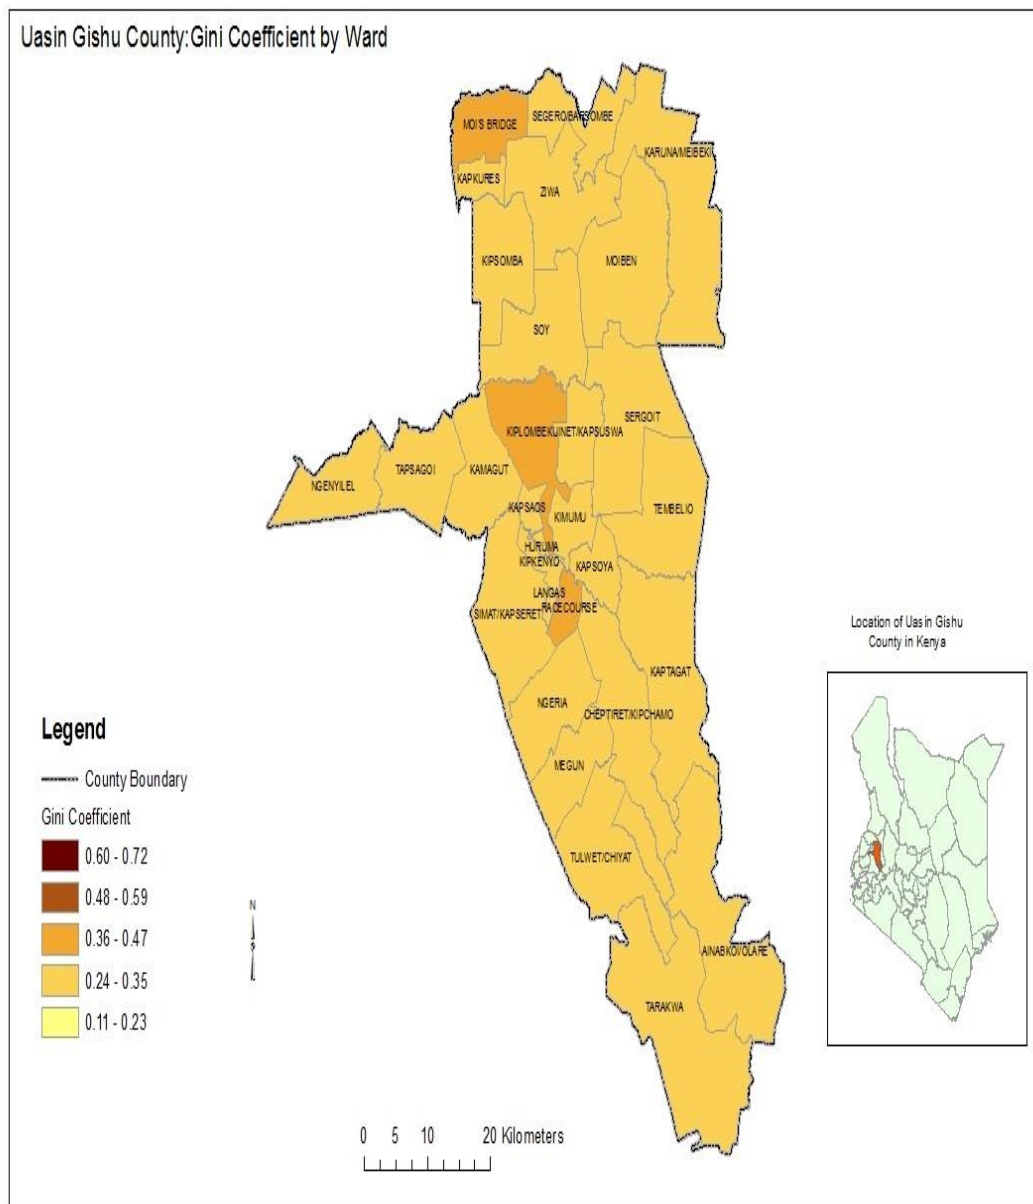 Uasin Gishu County:Gini Coefficient by Ward
MOI'S BRIDGE
SEGERO/BARSOMBE
KARUNA/MEIBEKI
KAPKURES
ZIWA
KIPSOMBA
MOIBEN
SOY
SERGOIT
KIPLOMBE
KUINET/KAPSUSWA
TAPSAGOI
KAMAGUT
NGENYILEL
KAPSAOS
KIMUMU
TEMBELIO
HURUMA
KIPKENYO
KAPSOYA
LANGAS
RACECOURSE
SIMAT/KAPSERET
KAPTAGAT
NGERIA
CHEPTIRET/KIPCHAMO
MEGUN
TULWET/CHIYAT
AINABKOI/OLARE
TARAKWA
Location of Uasin Gishu
County in Kenya
Legend
County Boundary
Gini Coefficient
0.60 - 0.72
0.48 - 0.59
0.36 - 0.47
0.24 - 0.35
0.11 - 0.23
N
0 5 10 20 Kilometers